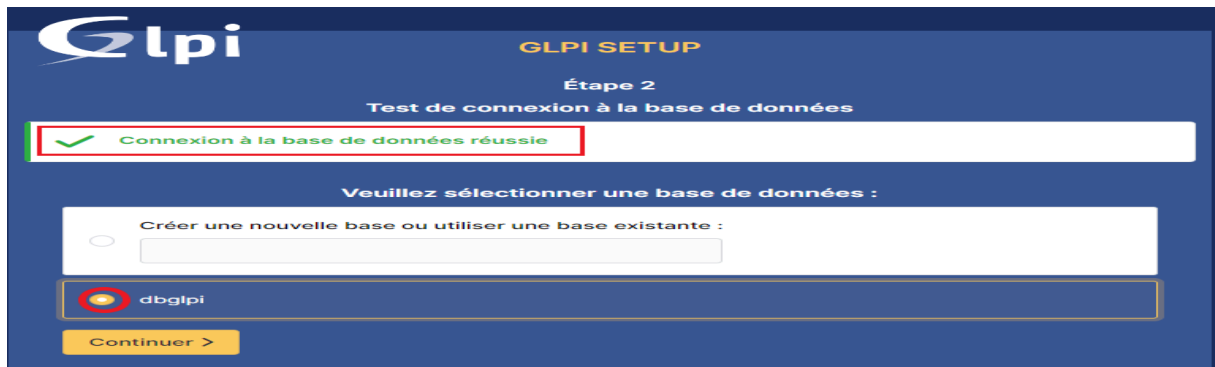 Glpi
GLPI SETUP
Étape 2
Test de connexion à la base de données
Connexion à la base de données réussie
Veuillez sélectionner une base de données :
Créer une nouvelle base ou utiliser une base existante :
dbglpi
Continuer >